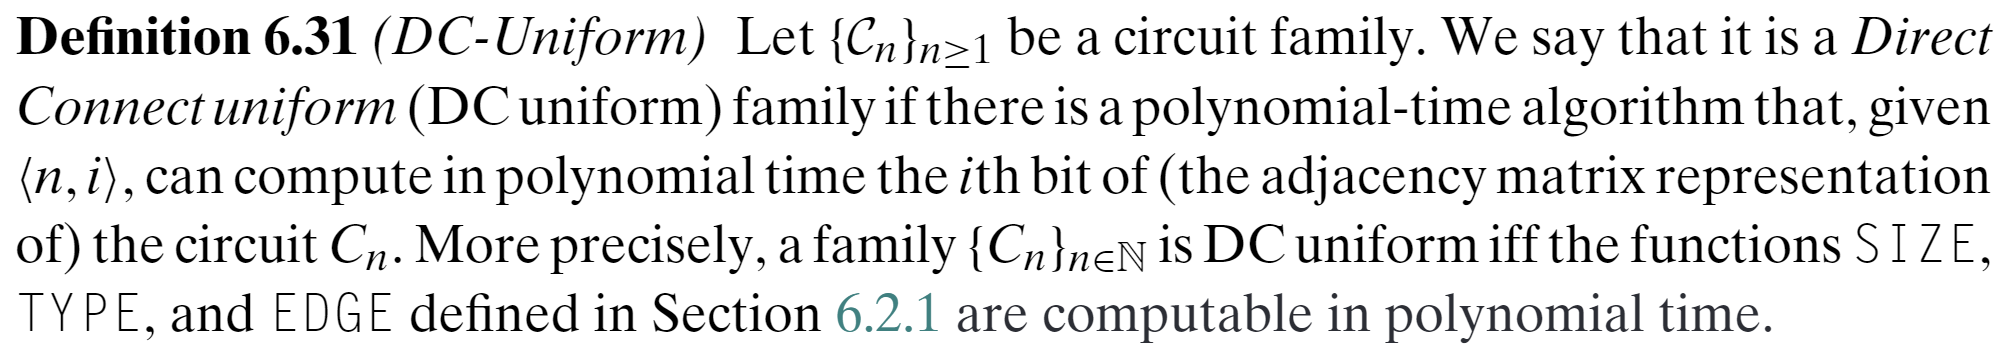 Definition 6.31 (DC-Uniform) Let {𝒞ₙ}ₙ≥₁ be a circuit family. We say that it is a Direct
Connect uniform (DC uniform) family if there is a polynomial-time algorithm that, given
⟨n, i⟩, can compute in polynomial time the ith bit of (the adjacency matrix representation
of) the circuit Cₙ. More precisely, a family {Cₙ}ₙ∈ℕ is DC uniform iff the functions SIZE,
TYPE, and EDGE defined in Section 6.2.1 are computable in polynomial time.